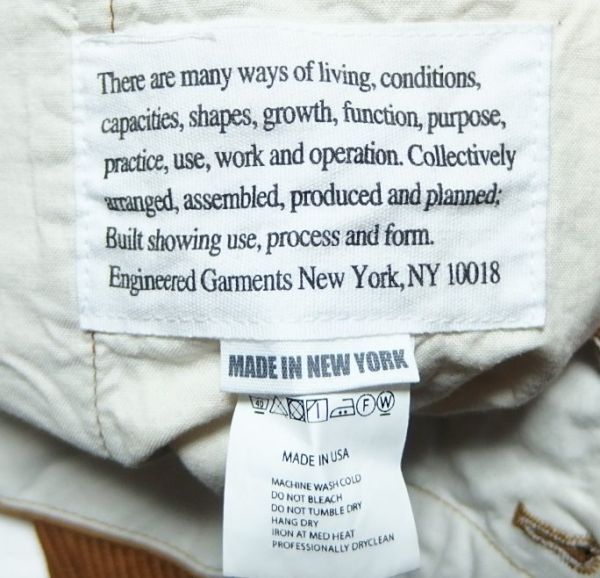 There are many ways of living, conditions,
capacities, shapes, growth, function, purpose,
practice, use, work and operation. Collectively
arranged, assembled, produced and planned;
Built showing use, process and form.
Engineered Garments New York, NY 10018
MADE IN NEW YORK
40 F W
MADE IN USA
MACHINE WASH COLD
DO NOT BLEACH
DO NOT TUMBLE DRY
HANG DRY
IRON AT MED HEAT
PROFESSIONALLY DRYCLEAN